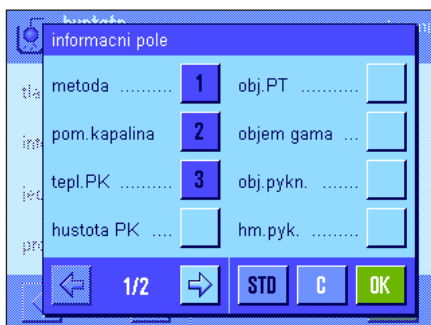 hustota
informacni pole
metoda .......... 1 obj.PT ...........
pom.kapalina 2 objem gama ...
tepl.PK .......... 3 obj.pykn. .......
hustota PK .... hm.pyk. .........
1/2 STD C OK